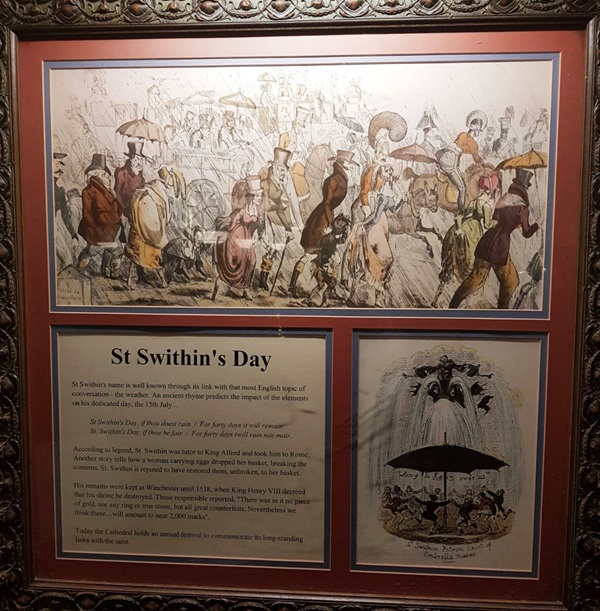 St Swithin's Day
St Swithin's name is well known through its link with that most English topic of
conversation - the weather. An ancient rhyme predicts the impact of the elements
on his dedicated day, the 15th July....
St Swithin's Day, if thou doest rain / For forty days it will remain
St. Swithin's Day, if thou be fair / For forty days twill rain nae mair.
According to legend, St. Swithin was tutor to King Alfred and took him to Rome.
Another story tells how a woman carrying eggs dropped her basket, breaking the
contents. St. Swithin is reputed to have restored them, unbroken, to her basket.
His remains were kept at Winchester until 1538, when King Henry VIII decreed
that his shrine be destroyed. Those responsible reported, "There was in it no piece
of gold, nor any ring or true stone, but all great counterfeits. Nevertheless we
think these....will amount to near 2,000 marks".
Today the Cathedral holds an annual festival to commemorate its long-standing
links with the saint.
Long to Reign over us
St Swithin Patron Saint of
Umbrella Makers